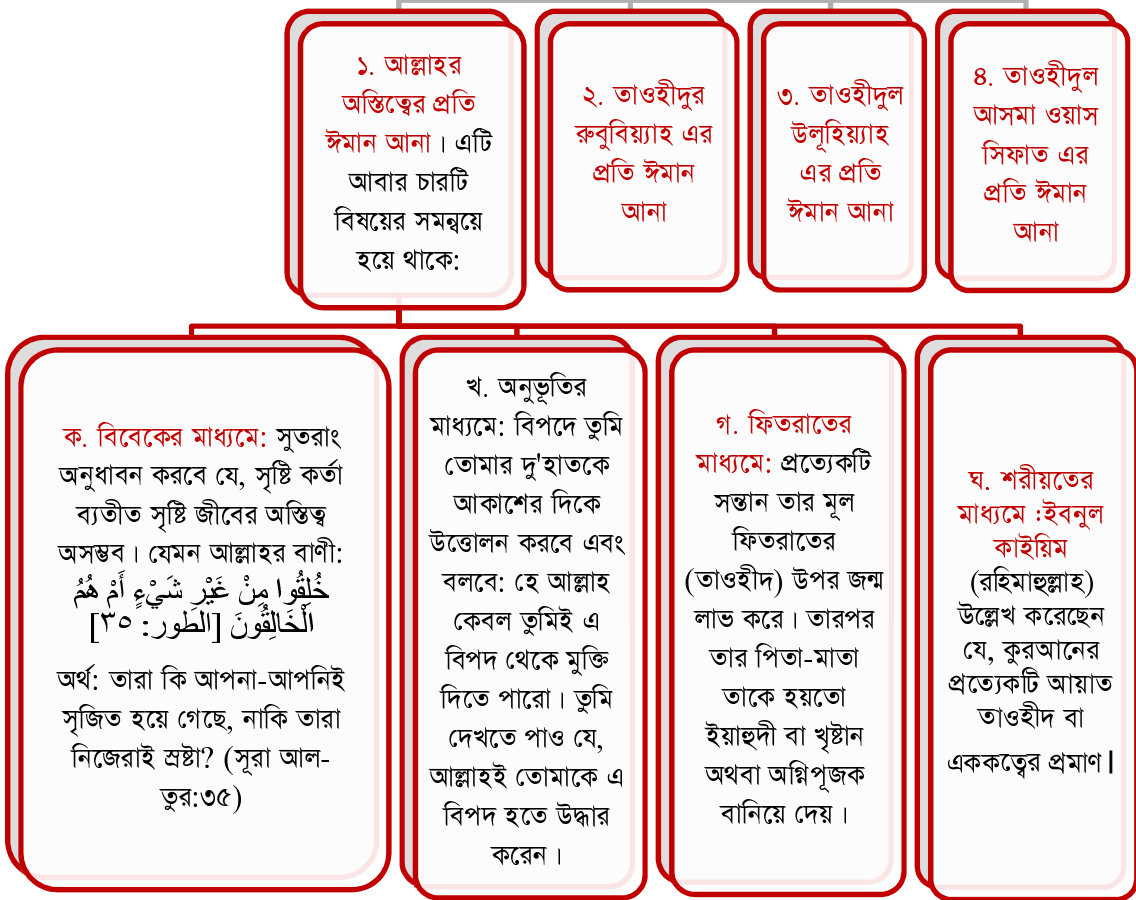 ১. আল্লাহর
অস্তিত্বের প্রতি
ঈমান আনা। এটি
আবার চারটি
বিষয়ের সমন্বয়ে
হয়ে থাকে:
২. তাওহীদুর
রুবুবিয়্যাহ এর
প্রতি ঈমান
আনা
৩. তাওহীদুল
উলূহিয়্যাহ
এর প্রতি
ঈমান আনা
৪. তাওহীদুল
আসমা ওয়াস
সিফাত এর
প্রতি ঈমান
আনা
ক. বিবেকের মাধ্যমে: সুতরাং
অনুধাবন করবে যে, সৃষ্টি কর্তা
ব্যতীত সৃষ্টি জীবের অস্তিত্ব
অসম্ভব। যেমন আল্লাহর বাণী:
خُلِقُوا مِنْ غَيْرِ شَيْءٍ أَمْ هُمُ
الْخَالِقُونَ [الطور: ٣٥]
অর্থ: তারা কি আপনা-আপনিই
সৃজিত হয়ে গেছে, নাকি তারা
নিজেরাই স্রষ্টা? (সূরা আল-
তুর:৩৫)
খ. অনুভূতির
মাধ্যমে: বিপদে তুমি
তোমার দু'হাতকে
আকাশের দিকে
উত্তোলন করবে এবং
বলবে: হে আল্লাহ
কেবল তুমিই এ
বিপদ থেকে মুক্তি
দিতে পারো। তুমি
দেখতে পাও যে,
আল্লাহই তোমাকে এ
বিপদ হতে উদ্ধার
করেন।
গ. ফিতরাতের
মাধ্যমে: প্রত্যেকটি
সন্তান তার মূল
ফিতরাতের
(তাওহীদ) উপর জন্ম
লাভ করে। তারপর
তার পিতা-মাতা
তাকে হয়তো
ইয়াহুদী বা খৃষ্টান
অথবা অগ্নিপূজক
বানিয়ে দেয়।
ঘ. শরীয়তের
মাধ্যমে :ইবনুল
কাইয়িম
(রহিমাহুল্লাহ)
উল্লেখ করেছেন
যে, কুরআনের
প্রত্যেকটি আয়াত
তাওহীদ বা
এককত্বের প্রমাণ।